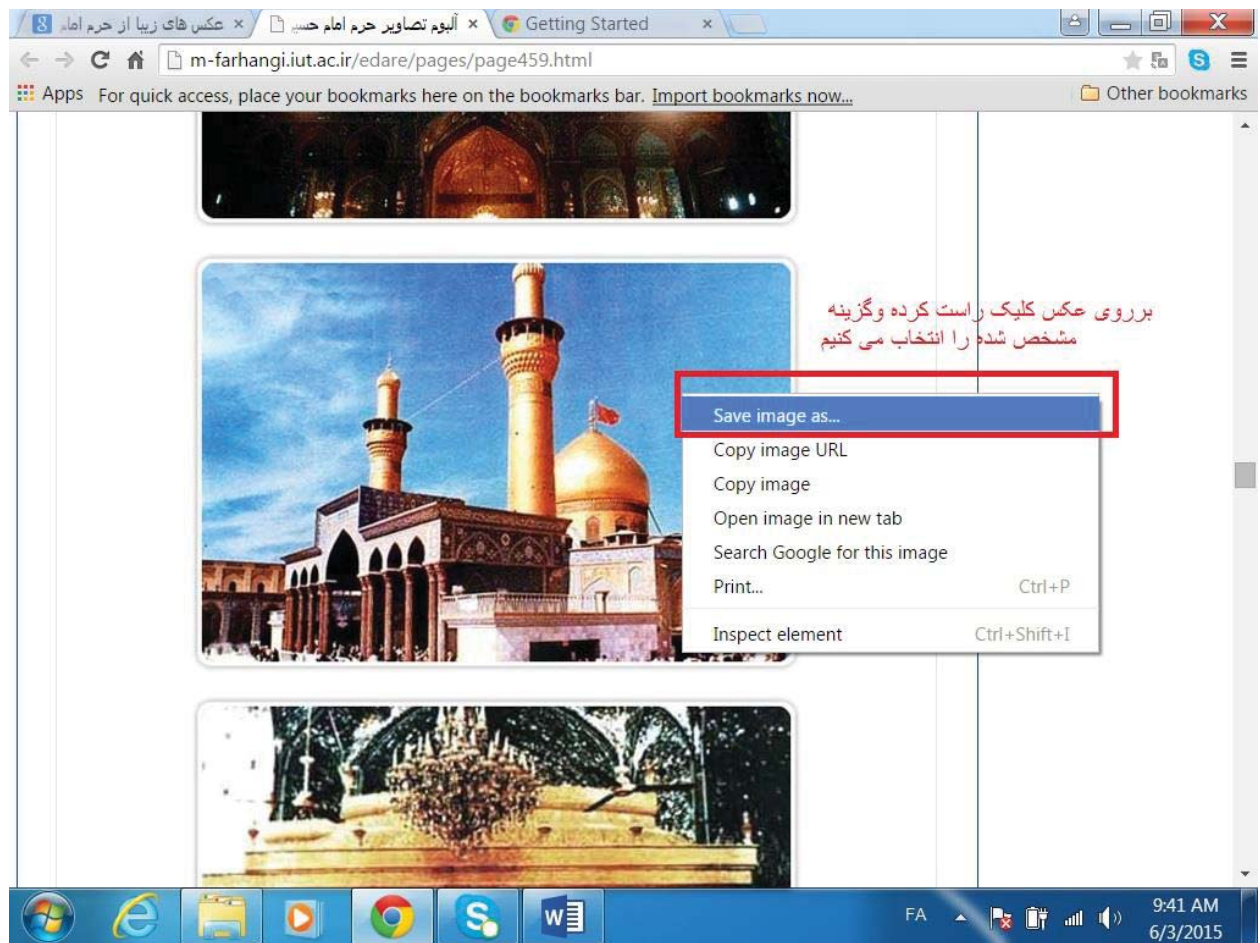 عکس های زیبا از حرم اما
آلبوم تصاویر حرم امام حسی
Getting Started
m-farhangi.iut.ac.ir/edare/pages/page459.html
Apps For quick access, place your bookmarks here on the bookmarks bar. Import bookmarks now... Other bookmarks
برروی عکس کلیک راست کرده وگزینه
مشخص شده را انتخاب می کنیم
Save image as...
Copy image URL
Copy image
Open image in new tab
Search Google for this image
Print... Ctrl+P
Inspect element Ctrl+Shift+I
FA 9:41 AM
6/3/2015